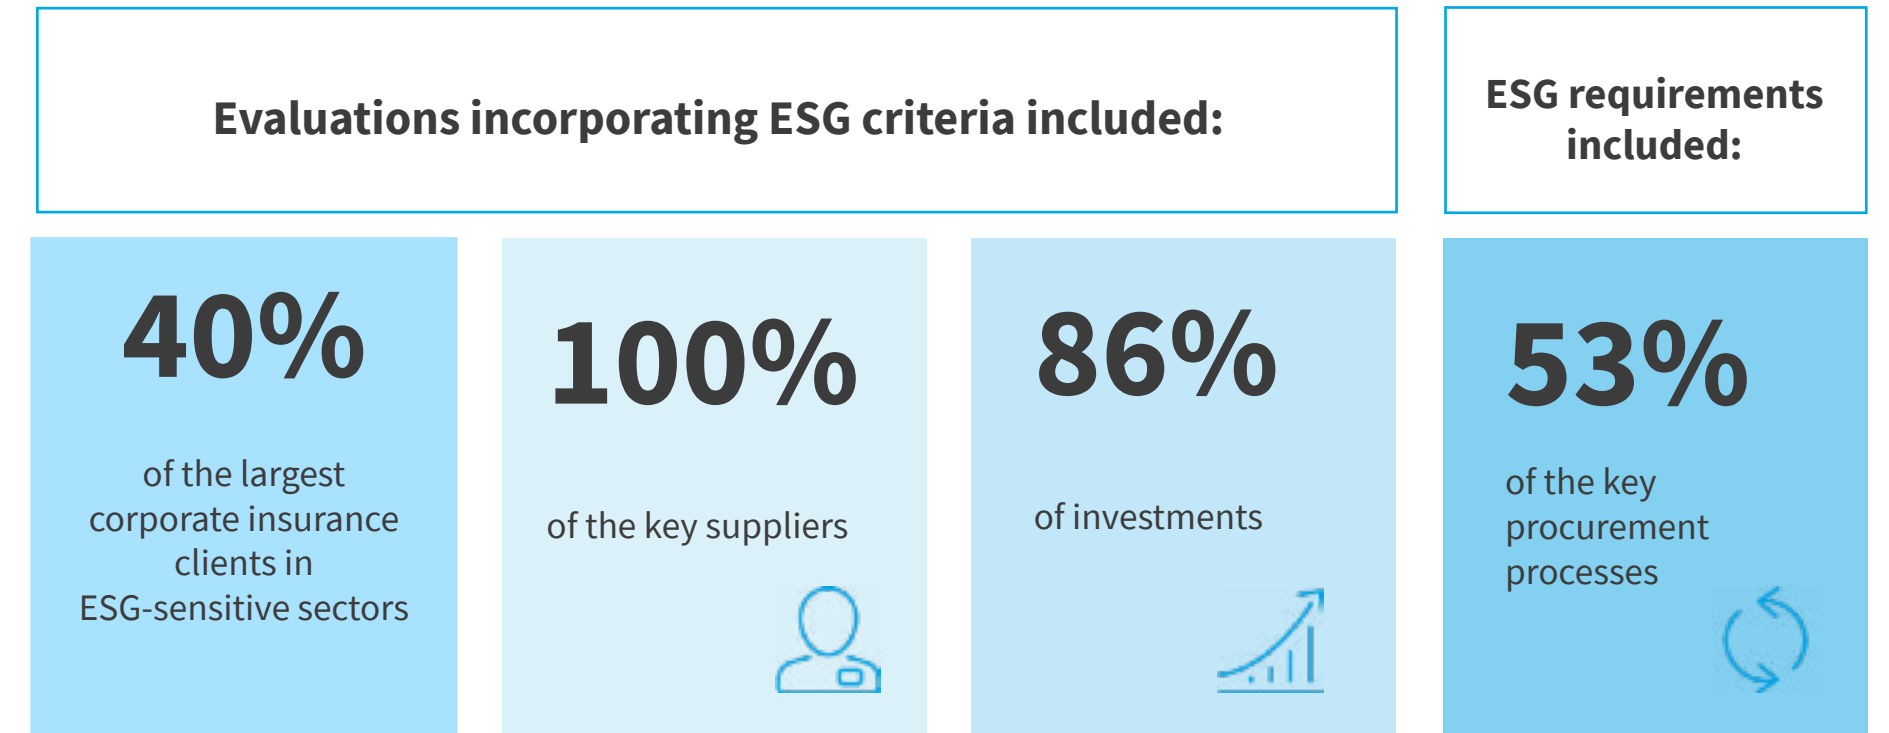 Evaluations incorporating ESG criteria included:
ESG requirements
included:
40%
of the largest
corporate insurance
clients in
ESG-sensitive sectors
100%
of the key suppliers
86%
of investments
53%
of the key
procurement
processes